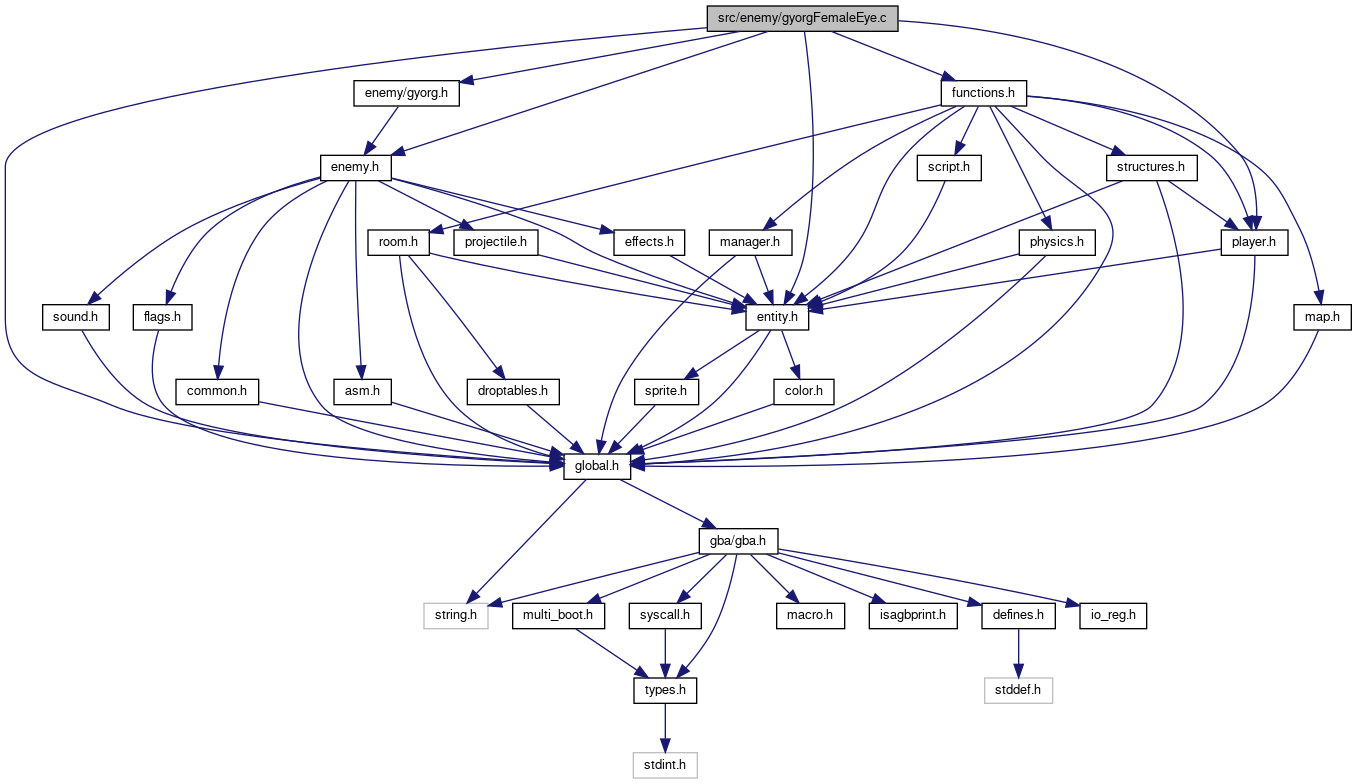 src/enemy/gyorgFemaleEye.c
enemy/gyorg.h
functions.h
enemy.h
script.h
structures.h
room.h
projectile.h
effects.h
manager.h
physics.h
player.h
sound.h
flags.h
entity.h
map.h
common.h
asm.h
droptables.h
sprite.h
color.h
global.h
gba/gba.h
string.h
multi_boot.h
syscall.h
macro.h
isagbprint.h
defines.h
io_reg.h
types.h
stddef.h
stdint.h